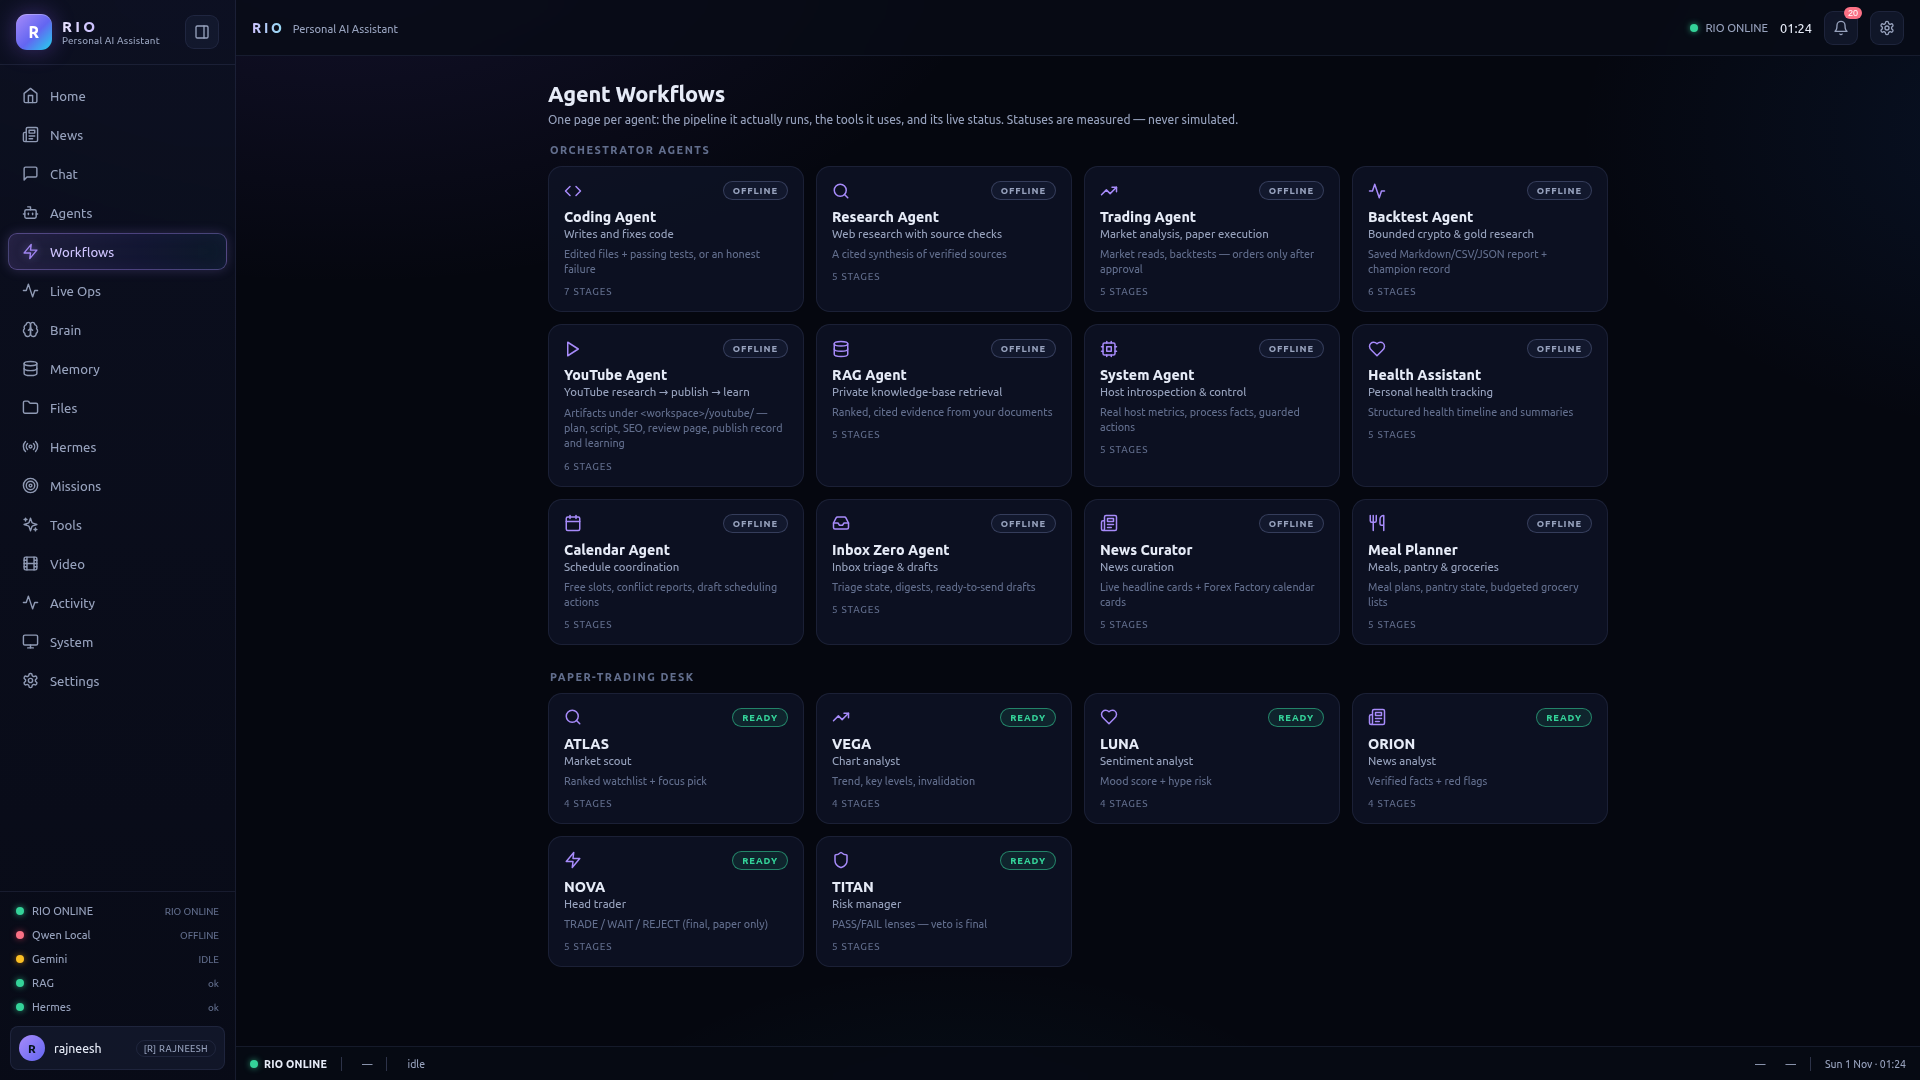 R
RIO
Personal AI Assistant
Home
News
Chat
Agents
Workflows
Live Ops
Brain
Memory
Files
Hermes
Missions
Tools
Video
Activity
System
Settings
RIO ONLINE RIO ONLINE
Qwen Local OFFLINE
Gemini IDLE
RAG ok
Hermes ok
R rajneesh [R] RAJNEESH
RIO Personal AI Assistant
RIO ONLINE 01:24 20
Agent Workflows
One page per agent: the pipeline it actually runs, the tools it uses, and its live status. Statuses are measured — never simulated.
ORCHESTRATOR AGENTS
OFFLINE
Coding Agent
Writes and fixes code
Edited files + passing tests, or an honest
failure
7 STAGES
OFFLINE
Research Agent
Web research with source checks
A cited synthesis of verified sources
5 STAGES
OFFLINE
Trading Agent
Market analysis, paper execution
Market reads, backtests — orders only after
approval
5 STAGES
OFFLINE
Backtest Agent
Bounded crypto & gold research
Saved Markdown/CSV/JSON report +
champion record
6 STAGES
OFFLINE
YouTube Agent
YouTube research → publish → learn
Artifacts under <workspace>/youtube/ —
plan, script, SEO, review page, publish record
and learning
6 STAGES
OFFLINE
RAG Agent
Private knowledge-base retrieval
Ranked, cited evidence from your documents
5 STAGES
OFFLINE
System Agent
Host introspection & control
Real host metrics, process facts, guarded
actions
5 STAGES
OFFLINE
Health Assistant
Personal health tracking
Structured health timeline and summaries
5 STAGES
OFFLINE
Calendar Agent
Schedule coordination
Free slots, conflict reports, draft scheduling
actions
5 STAGES
OFFLINE
Inbox Zero Agent
Inbox triage & drafts
Triage state, digests, ready-to-send drafts
5 STAGES
OFFLINE
News Curator
News curation
Live headline cards + Forex Factory calendar
cards
5 STAGES
OFFLINE
Meal Planner
Meals, pantry & groceries
Meal plans, pantry state, budgeted grocery
lists
5 STAGES
PAPER-TRADING DESK
READY
ATLAS
Market scout
Ranked watchlist + focus pick
4 STAGES
READY
VEGA
Chart analyst
Trend, key levels, invalidation
4 STAGES
READY
LUNA
Sentiment analyst
Mood score + hype risk
4 STAGES
READY
ORION
News analyst
Verified facts + red flags
4 STAGES
READY
NOVA
Head trader
TRADE / WAIT / REJECT (final, paper only)
5 STAGES
READY
TITAN
Risk manager
PASS/FAIL lenses — veto is final
5 STAGES
RIO ONLINE — idle
— — Sun 1 Nov · 01:24